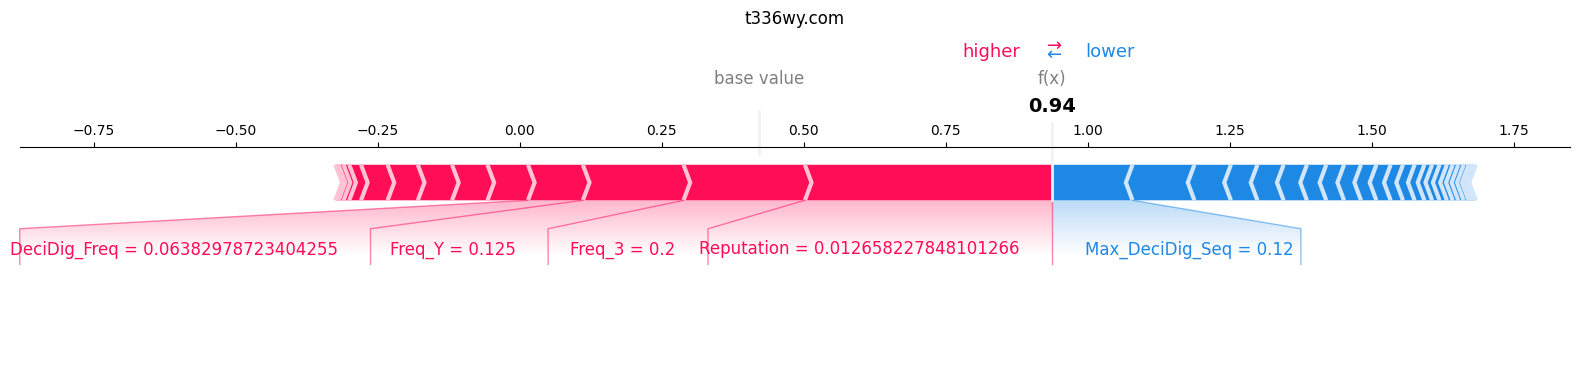 t336wy.com
higher → ← lower
base value f(x)
0.94
−0.75 −0.50 −0.25 0.00 0.25 0.50 0.75 1.00 1.25 1.50 1.75
DeciDig_Freq = 0.06382978723404255 Freq_Y = 0.125 Freq_3 = 0.2 Reputation = 0.012658227848101266 Max_DeciDig_Seq = 0.12